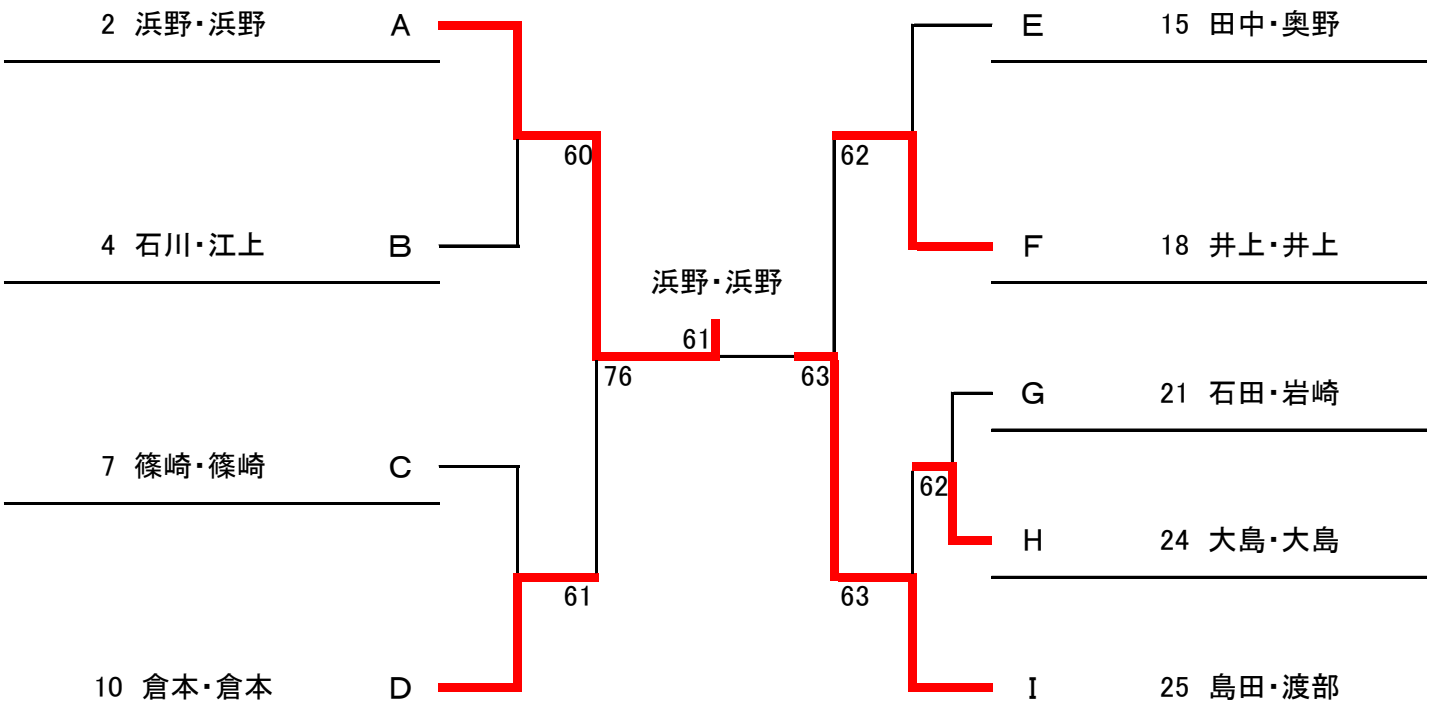 2 浜野・浜野 A
E 15 田中・奥野
60
62
4 石川・江上 B
F 18 井上・井上
浜野・浜野
61
76
63
G 21 石田・岩崎
7 篠崎・篠崎 C
62
H 24 大島・大島
61
63
10 倉本・倉本 D
I 25 島田・渡部